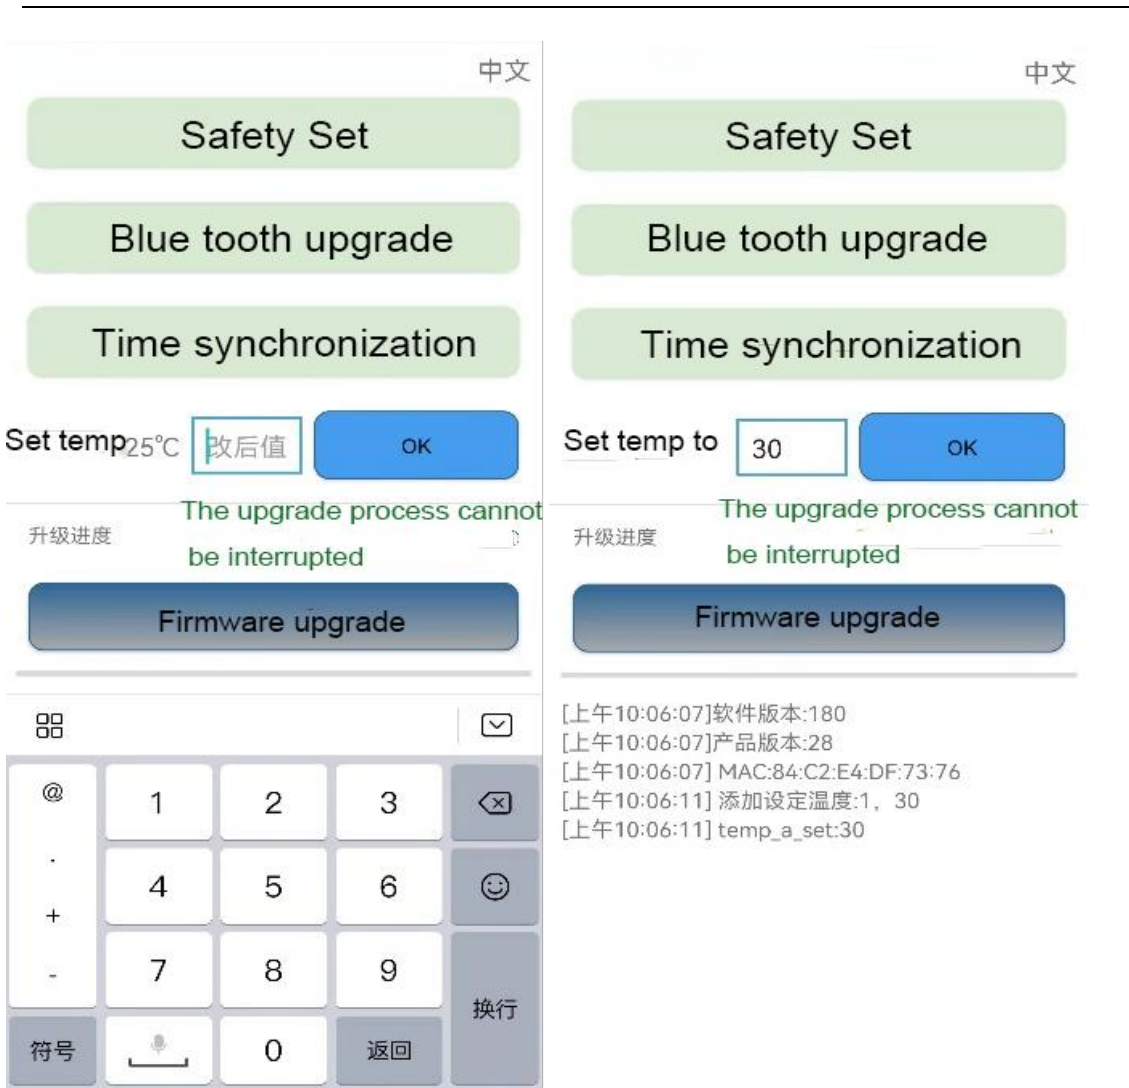 中文
Safety Set
Blue tooth upgrade
Time synchronization
Set temp 25℃ 改后值 OK
The upgrade process cannot
升级进度
be interrupted
Firmware upgrade
@ 1 2 3
. 4 5 6
+
- 7 8 9
换行
符号 0 返回
中文
Safety Set
Blue tooth upgrade
Time synchronization
Set temp to 30 OK
The upgrade process cannot
升级进度
be interrupted
Firmware upgrade
[上午10:06:07]软件版本:180
[上午10:06:07]产品版本:28
[上午10:06:07] MAC:84:C2:E4:DF:73:76
[上午10:06:11] 添加设定温度:1，30
[上午10:06:11] temp_a_set:30